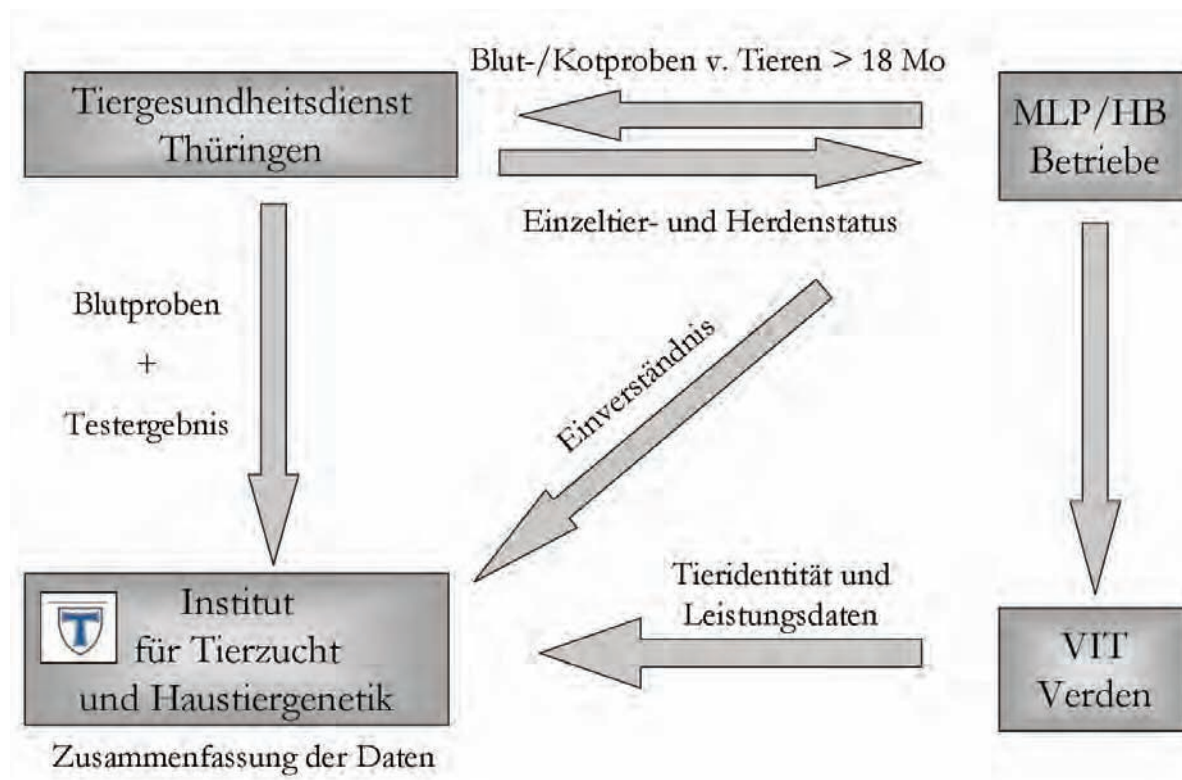 Blut-/Kotproben v. Tieren > 18 Mo
Tiergesundheitsdienst
Thüringen
MLP/HB
Betriebe
Einzeltier- und Herdenstatus
Blutproben
+
Testergebnis
Einverständnis
Tieridentität und
Leistungsdaten
T
Institut
für Tierzucht
und Haustiergenetik
VIT
Verden
Zusammenfassung der Daten